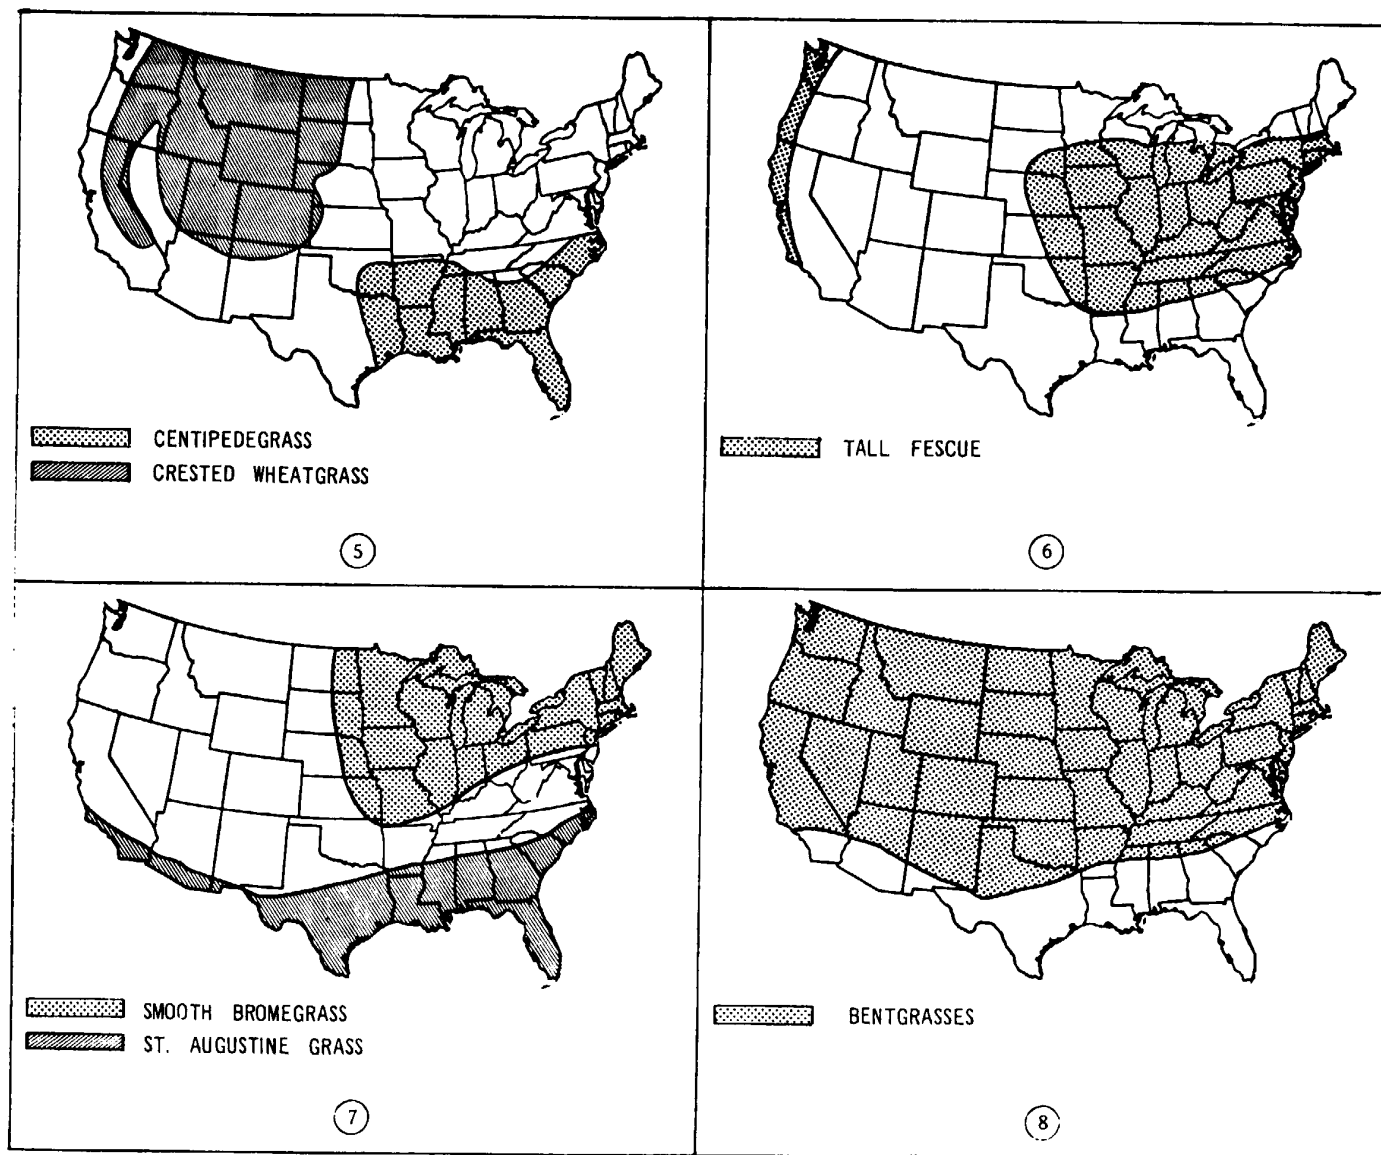 CENTIPEDEGRASS
CRESTED WHEATGRASS
5
TALL FESCUE
6
SMOOTH BROMEGRASS
ST. AUGUSTINE GRASS
7
BENTGRASSES
8